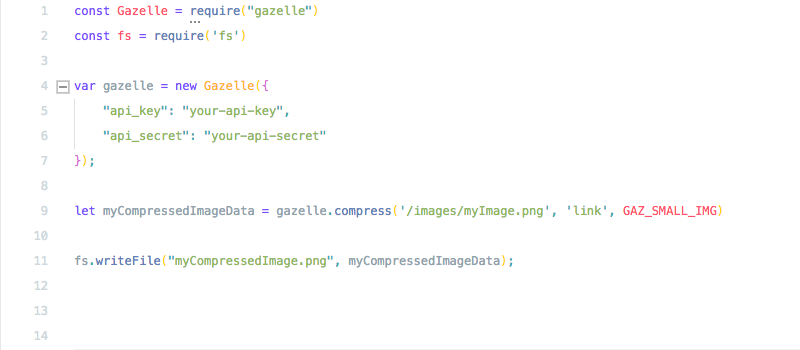 1 const Gazelle = require("gazelle")
2 const fs = require('fs')
3
4 var gazelle = new Gazelle({
5 "api_key": "your-api-key",
6 "api_secret": "your-api-secret"
7 });
8
9 let myCompressedImageData = gazelle.compress('/images/myImage.png', 'link', GAZ_SMALL_IMG)
10
11 fs.writeFile("myCompressedImage.png", myCompressedImageData);
12
13
14